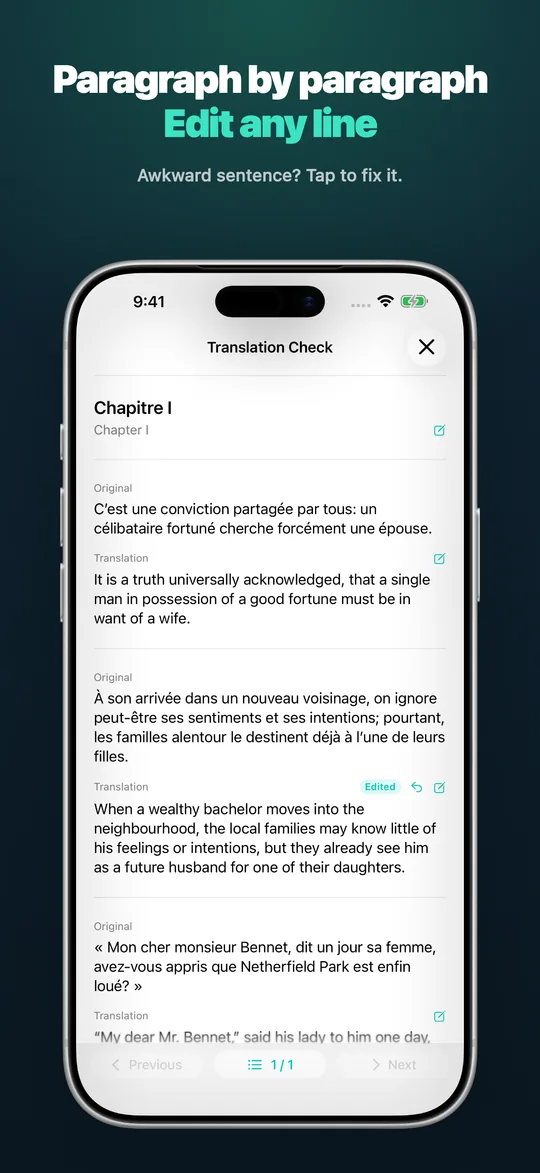 Paragraph by paragraph
Edit any line
Awkward sentence? Tap to fix it.
9:41
Translation Check
Chapitre I
Chapter I
Original
C’est une conviction partagée par tous: un
célibataire fortuné cherche forcément une épouse.
Translation
It is a truth universally acknowledged, that a single
man in possession of a good fortune must be in
want of a wife.
Original
À son arrivée dans un nouveau voisinage, on ignore
peut-être ses sentiments et ses intentions; pourtant,
les familles alentour le destinent déjà à l’une de leurs
filles.
Translation
Edited
When a wealthy bachelor moves into the
neighbourhood, the local families may know little of
his feelings or intentions, but they already see him
as a future husband for one of their daughters.
Original
« Mon cher monsieur Bennet, dit un jour sa femme,
avez-vous appris que Netherfield Park est enfin
loué? »
Translation
“My dear Mr. Bennet,” said his lady to him one day,
Previous
1 / 1
Next